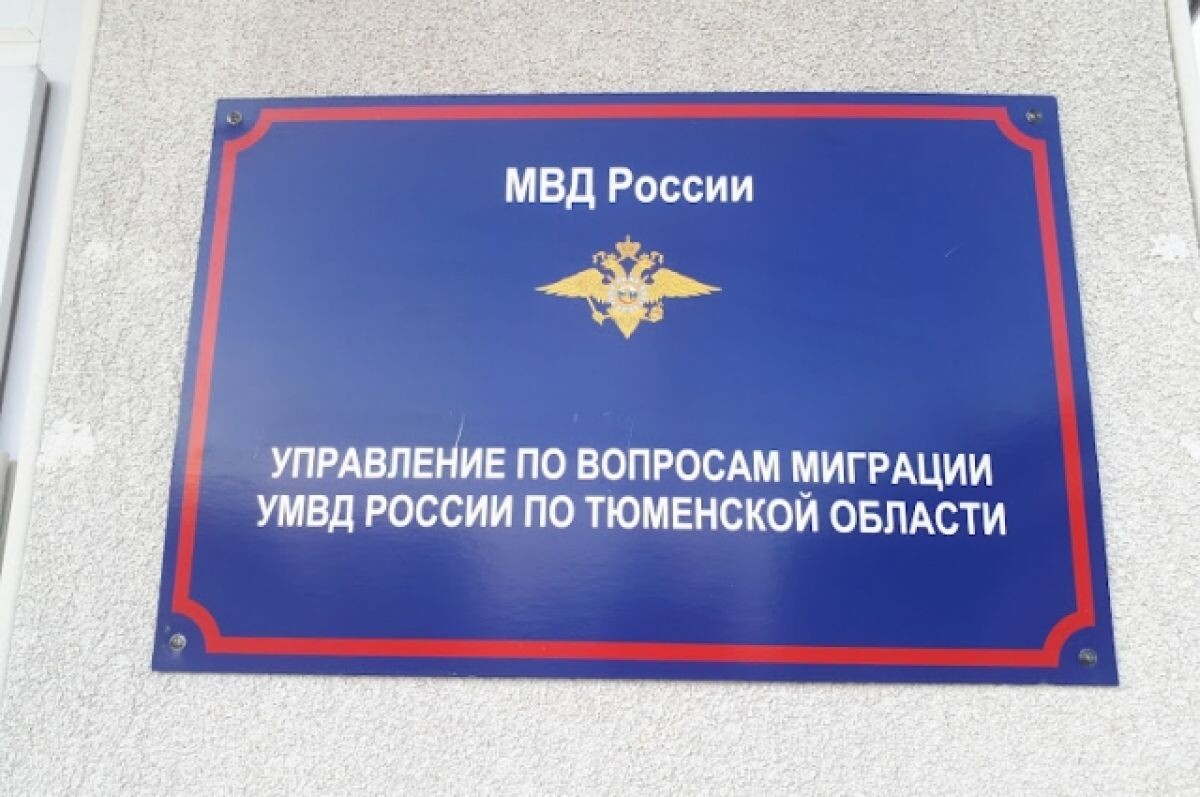 МВД России
УПРАВЛЕНИЕ ПО ВОПРОСАМ МИГРАЦИИ
УМВД РОССИИ ПО ТЮМЕНСКОЙ ОБЛАСТИ